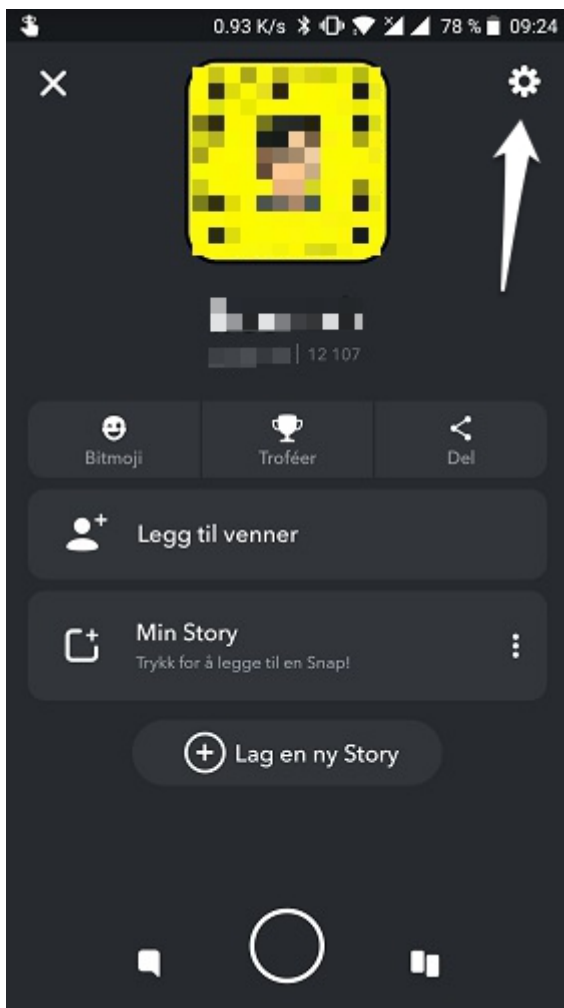 0.93 K/s 78 % 09:24
12 107
Bitmoji Troféer Del
Legg til venner
Min Story
Trykk for å legge til en Snap!
Lag en ny Story